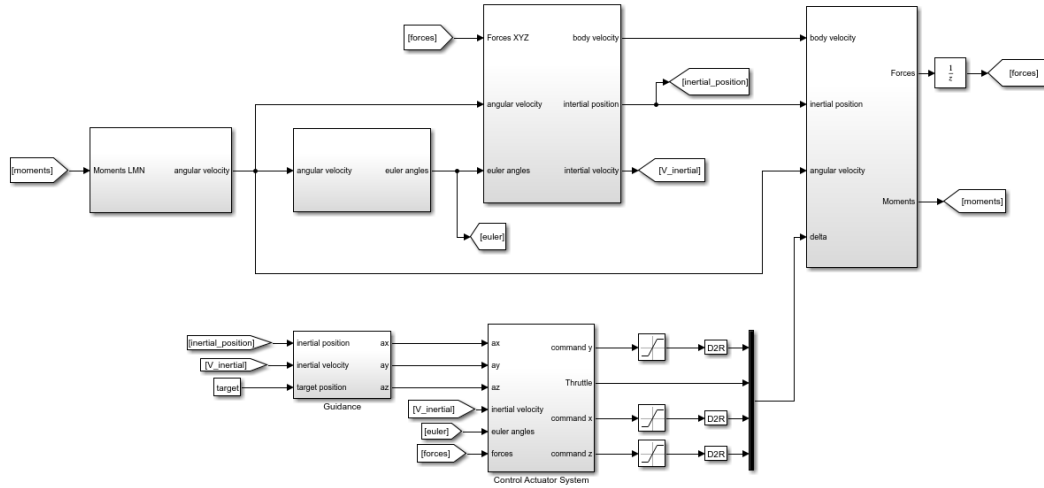 [forces]
Forces XYZ
body velocity
body velocity
[inertial_position]
Forces
1
z
[forces]
angular velocity
intertial position
inertial position
[moments]
Moments LMN
angular velocity
angular velocity
euler angles
euler angles
intertial velocity
[V_inertial]
angular velocity
Moments
[moments]
[euler]
delta
[inertial_position]
inertial position
ax
ax
command y
D2R
[V_inertial]
inertial velocity
ay
ay
target
target position
az
az
Thruttle
Guidance
[V_inertial]
inertial velocity
command x
D2R
[euler]
euler angles
[forces]
forces
command z
D2R
Control Actuator System